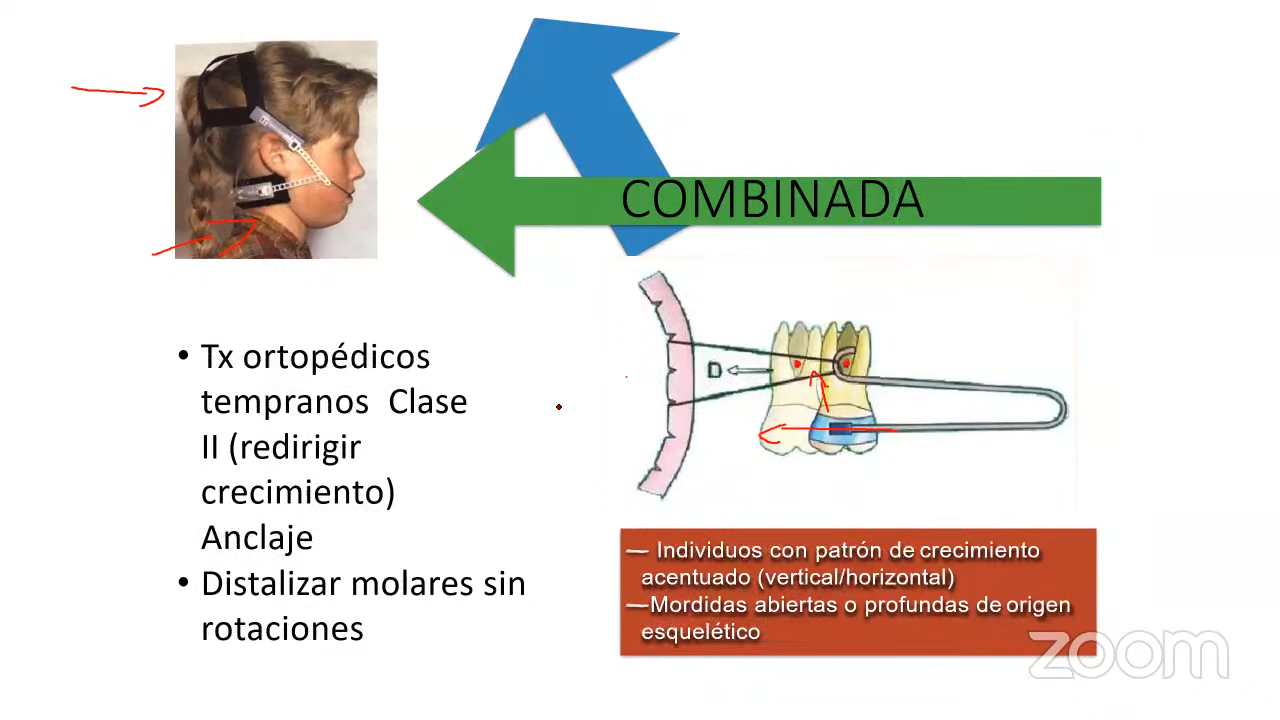 COMBINADA
• Tx ortopédicos
tempranos Clase
II (redirigir
crecimiento)
Anclaje
• Distalizar molares sin
rotaciones
D
— Individuos con patrón de crecimiento
acentuado (vertical/horizontal)
—Mordidas abiertas o profundas de origen
esquelético
zoom